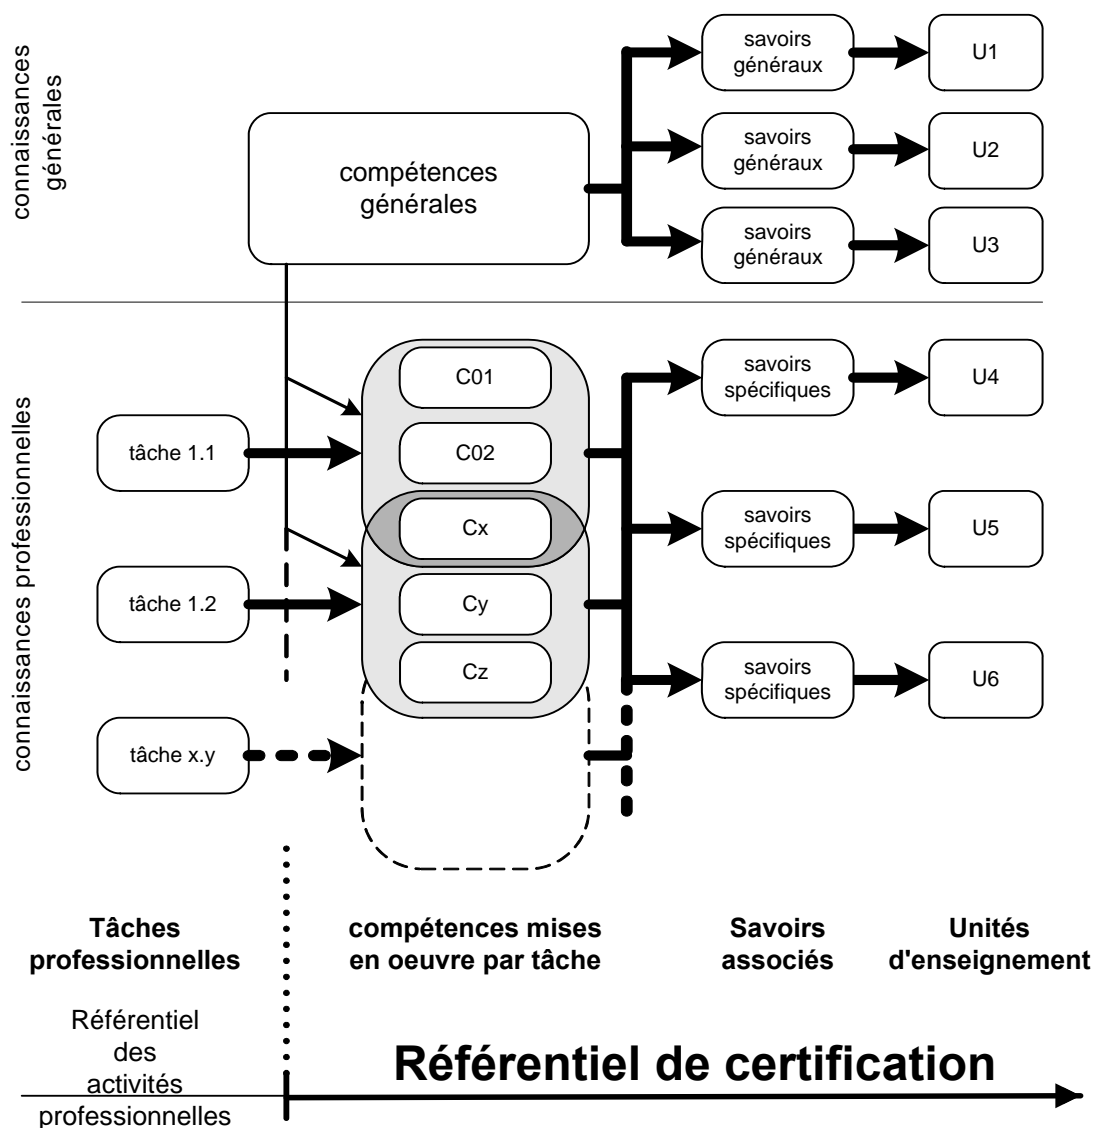 connaissances
générales
compétences
générales
savoirs
généraux
U1
savoirs
généraux
U2
savoirs
généraux
U3
connaissances professionnelles
tâche 1.1
tâche 1.2
tâche x.y
C01
C02
Cx
Cy
Cz
savoirs
spécifiques
U4
savoirs
spécifiques
U5
savoirs
spécifiques
U6
Tâches
professionnelles
compétences mises
en oeuvre par tâche
Savoirs
associés
Unités
d'enseignement
Référentiel
des
activités
professionnelles
Référentiel de certification